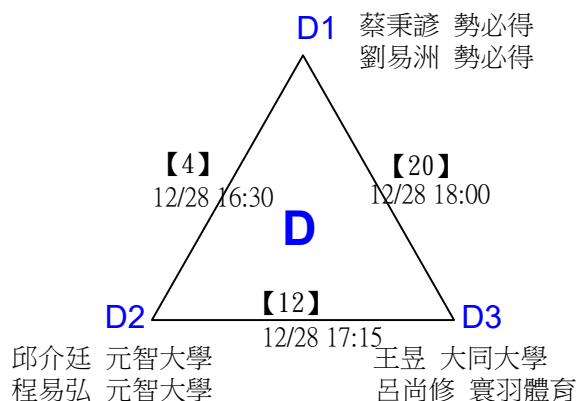 D1 蔡秉諺 勢必得
劉易洲 勢必得
【4】
12/28 16:30
【20】
12/28 18:00
D
【12】
12/28 17:15
D2
D3
邱介廷 元智大學
程易弘 元智大學
王昱 大同大學
呂尚修 寰羽體育